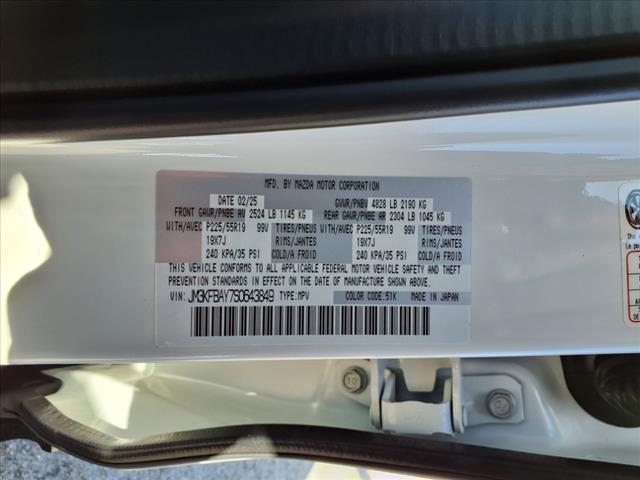 MFD. BY MAZDA MOTOR CORPORATION
DATE 02/25 GVWR/PNBV 4828 LB 2190 KG
FRONT GAWR/PNBE AV 2524 LB 1145 KG REAR GAWR/PNBE AR 2304 LB 1045 KG
WITH/AVEC P225/55R19 99V TIRES/PNEUS WITH/AVEC P225/55R19 99V TIRES/PNEUS
19X7J RIMS/JANTES 19X7J RIMS/JANTES
240 KPA/35 PSI COLD/A FROID 240 KPA/35 PSI COLD/A FROID
THIS VEHICLE CONFORMS TO ALL APPLICABLE FEDERAL MOTOR VEHICLE SAFETY AND THEFT
PREVENTION STANDARDS IN EFFECT ON THE DATE OF MANUFACTURE SHOWN ABOVE.
VIN: JM3KFBAY7S0643849 TYPE: MPV COLOR CODE: 51K MADE IN JAPAN